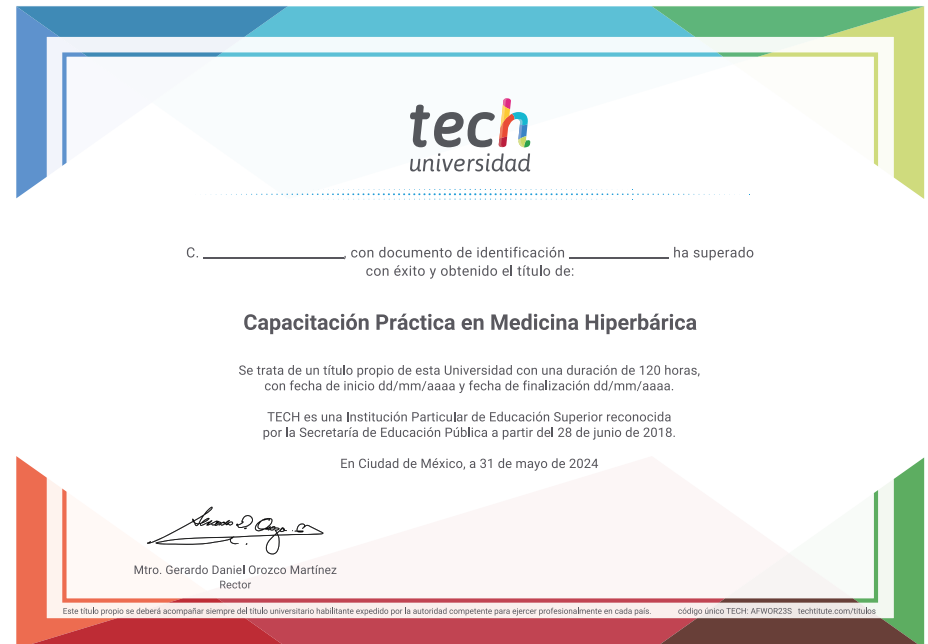 tech
universidad
C. ____________, con documento de identificación ____________ ha superado
con éxito y obtenido el título de:
Capacitación Práctica en Medicina Hiperbárica
Se trata de un título propio de esta Universidad con una duración de 120 horas,
con fecha de inicio dd/mm/aaaa y fecha de finalización dd/mm/aaaa.
TECH es una Institución Particular de Educación Superior reconocida
por la Secretaría de Educación Pública a partir del 28 de junio de 2018.
En Ciudad de México, a 31 de mayo de 2024
Mtro. Gerardo Daniel Orozco Martínez
Rector
Este título propio se deberá acompañar siempre del título universitario habilitante expedido por la autoridad competente para ejercer profesionalmente en cada país. código único TECH: AFWOR23S techtitute.com/titulos